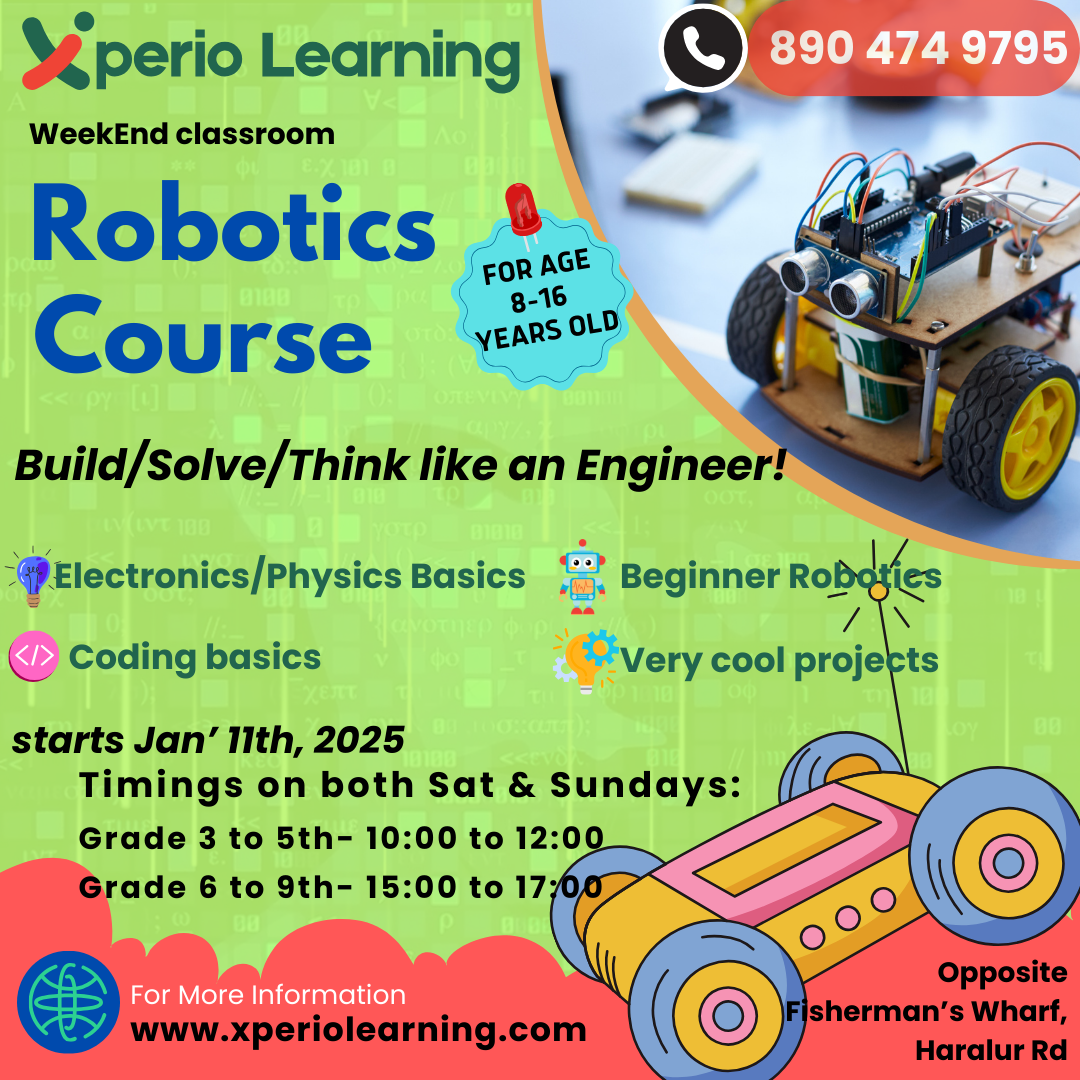 Xperio Learning
890 474 9795
WeekEnd classroom
Robotics
Course
FOR AGE
8-16
YEARS OLD
Build/Solve/Think like an Engineer!
Electronics/Physics Basics
Beginner Robotics
</> Coding basics
Very cool projects
starts Jan’ 11th, 2025
Timings on both Sat & Sundays:
Grade 3 to 5th- 10:00 to 12:00
Grade 6 to 9th- 15:00 to 17:00
For More Information
www.xperiolearning.com
Opposite
Fisherman’s Wharf,
Haralur Rd